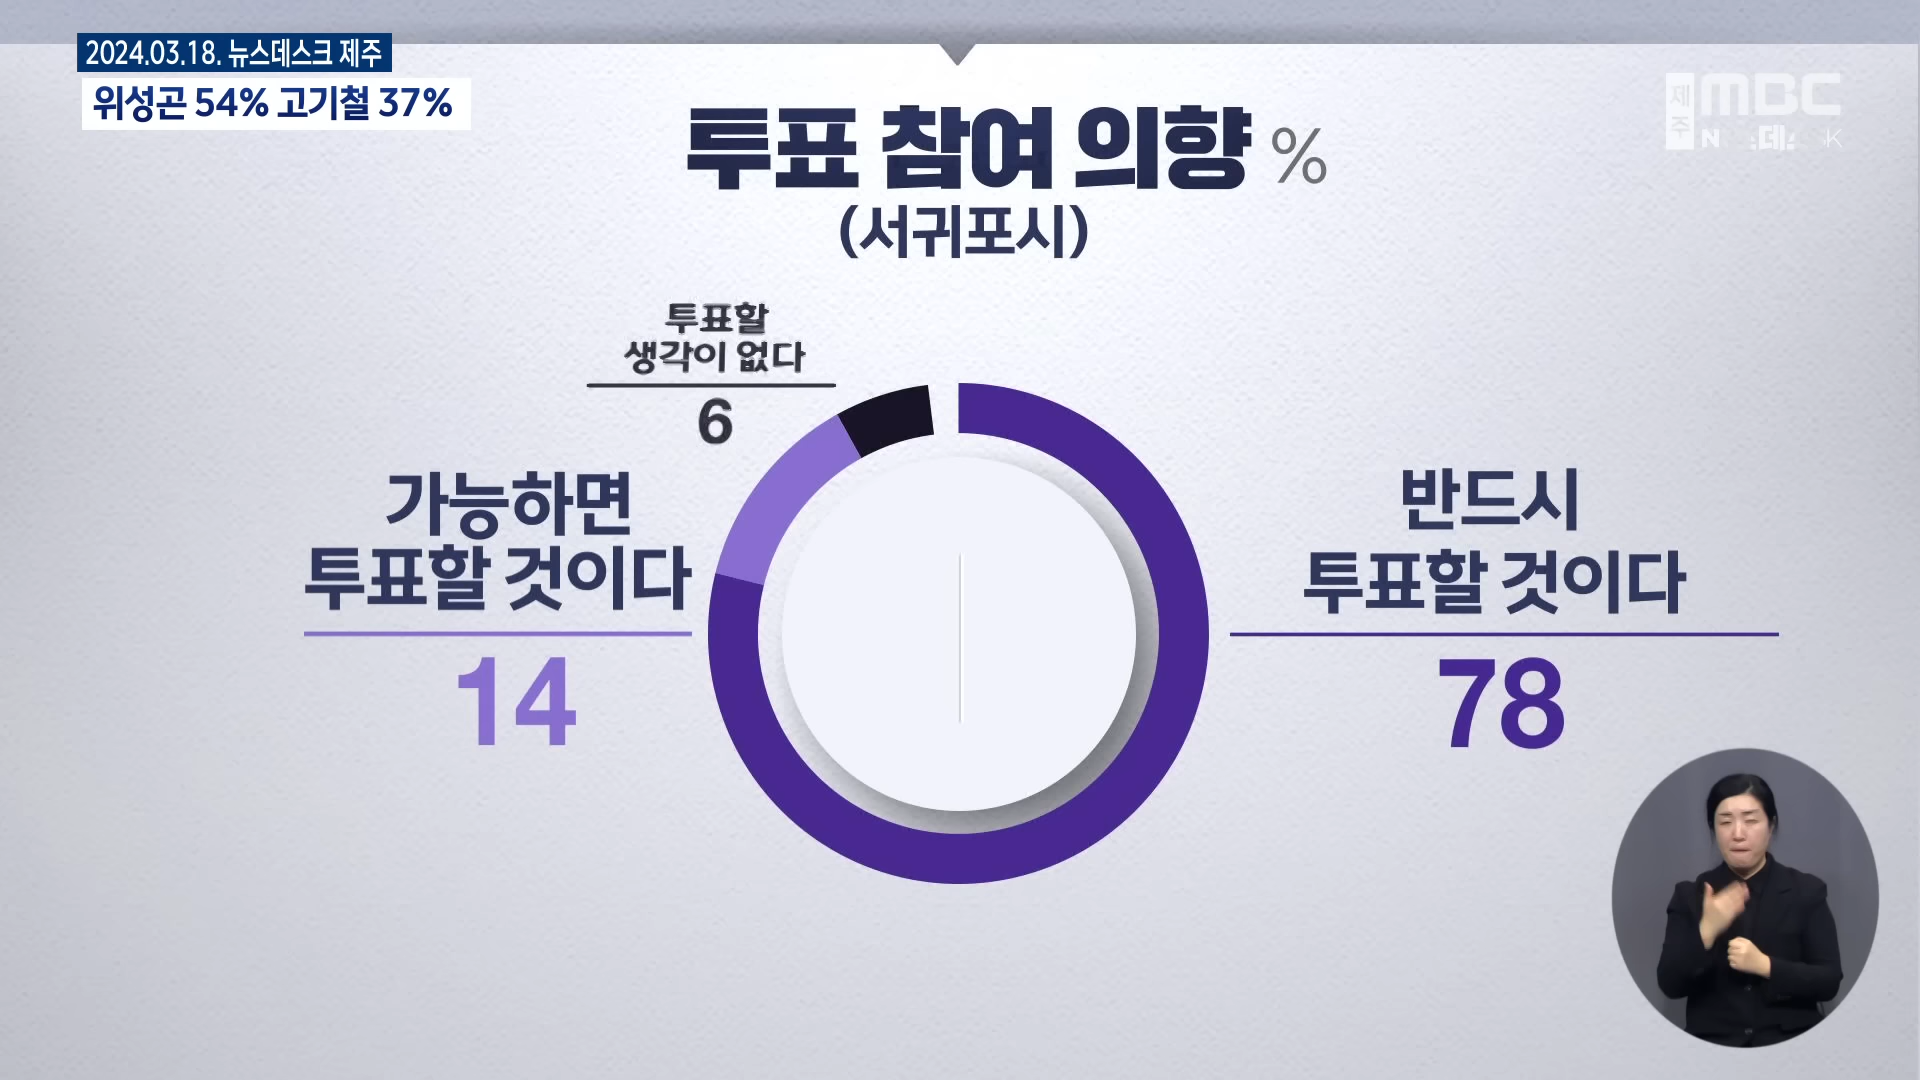 2024.03.18. 뉴스데스크 제주
위성곤 54% 고기철 37%
제주 MBC
투표 참여 의향 %
(서귀포시)
투표할
생각이 없다
6
가능하면
투표할 것이다
14
반드시
투표할 것이다
78